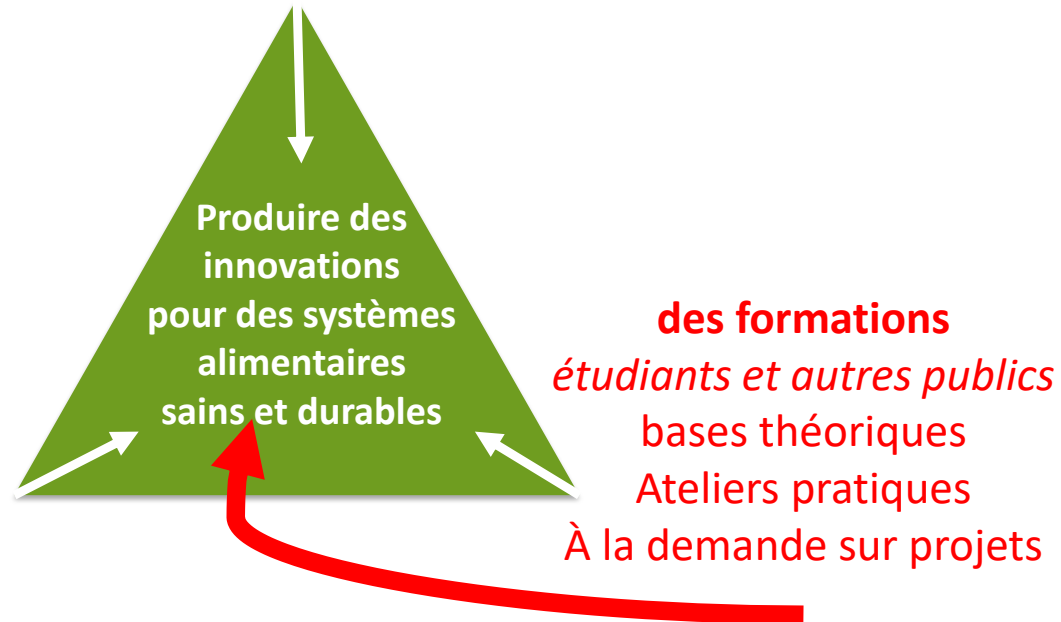 Produire des
innovations
pour des systèmes
alimentaires
sains et durables
des formations
étudiants et autres publics
bases théoriques
Ateliers pratiques
À la demande sur projets